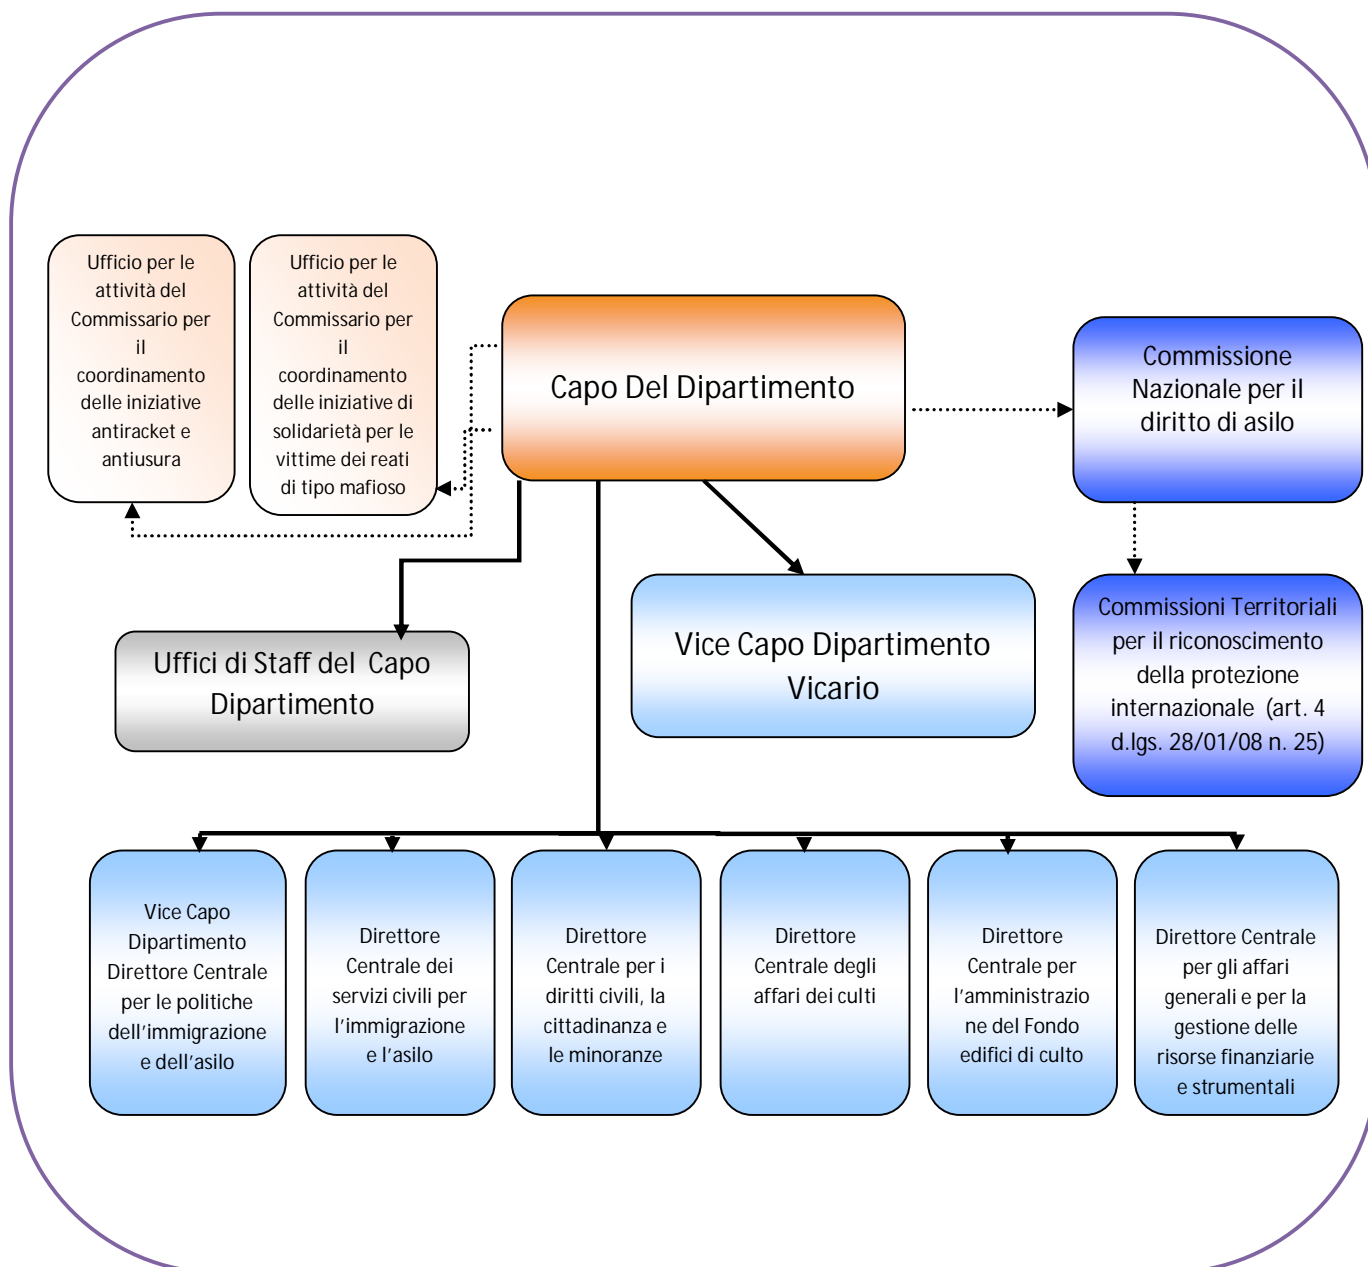 Ufficio per le
attività del
Commissario per
il
coordinamento
delle iniziative
antiracket e
antiusura
Ufficio per le
attività del
Commissario per
il
coordinamento
delle iniziative di
solidarietà per le
vittime dei reati
di tipo mafioso
Capo Del Dipartimento
Commissione
Nazionale per il
diritto di asilo
Uffici di Staff del Capo
Dipartimento
Vice Capo Dipartimento
Vicario
Commissioni Territoriali
per il riconoscimento
della protezione
internazionale (art. 4
d.lgs. 28/01/08 n. 25)
Vice Capo
Dipartimento
Direttore Centrale
per le politiche
dell'immigrazione
e dell'asilo
Direttore
Centrale dei
servizi civili per
l'immigrazione
e l'asilo
Direttore
Centrale per i
diritti civili, la
cittadinanza e
le minoranze
Direttore
Centrale degli
affari dei culti
Direttore
Centrale per
l'amministrazio
ne del Fondo
edifici di culto
Direttore Centrale
per gli affari
generali e per la
gestione delle
risorse finanziarie
e strumentali